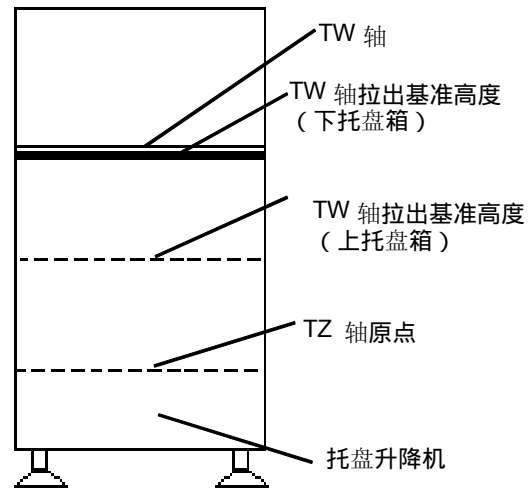 TW 轴
TW 轴拉出基准高度
（下托盘箱）
TW 轴拉出基准高度
（上托盘箱）
TZ 轴原点
托盘升降机